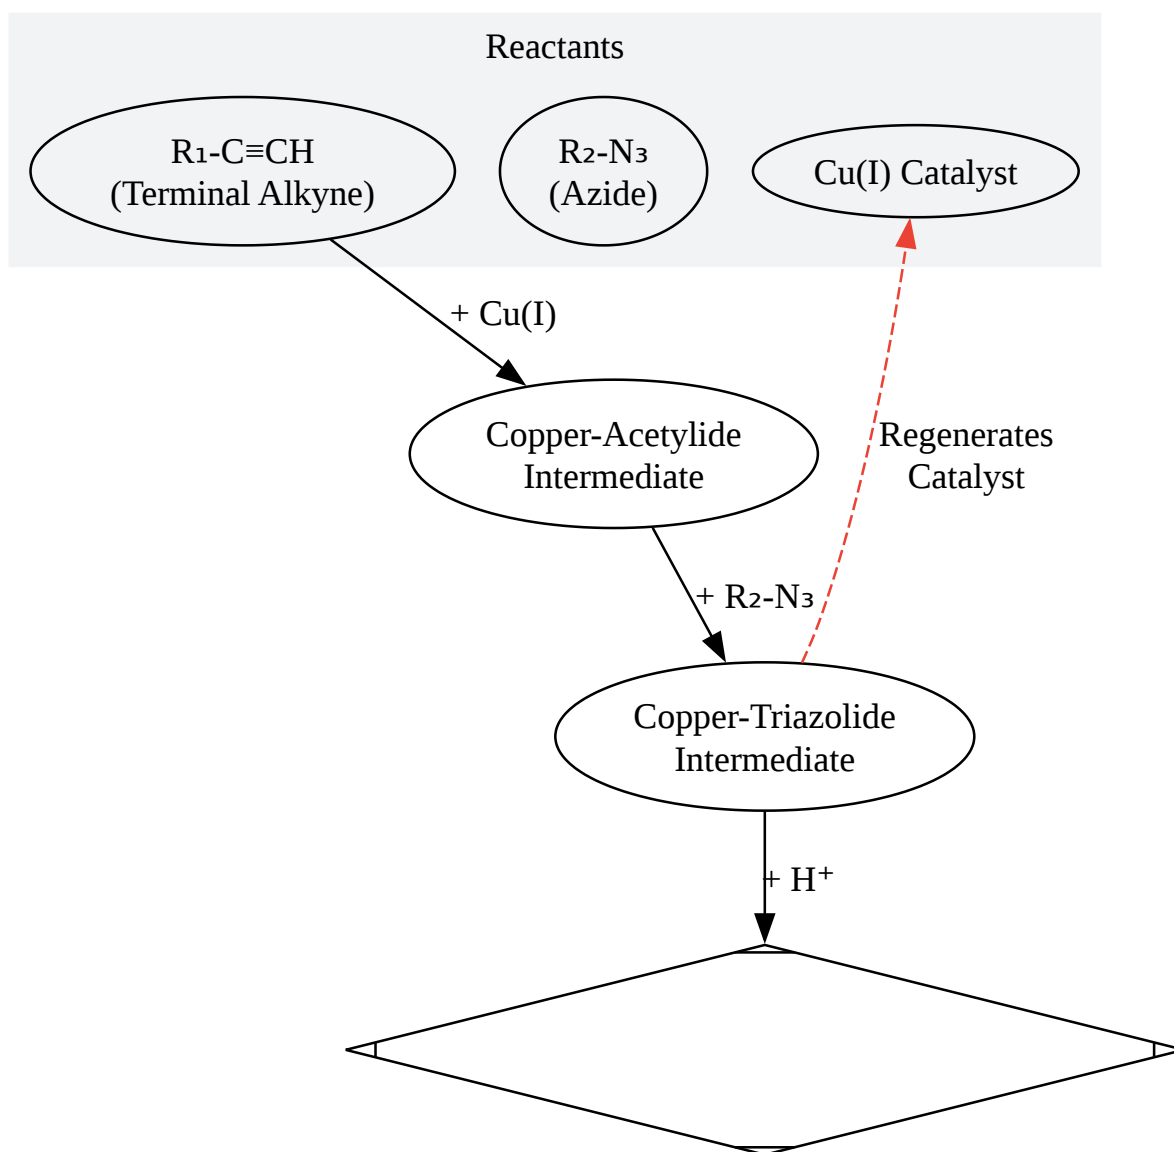 Reactants
R₁-C≡CH
(Terminal Alkyne)
R₂-N₃
(Azide)
Cu(I) Catalyst
+ Cu(I)
Copper-Acetylide
Intermediate
Regenerates
Catalyst
+ R₂-N₃
Copper-Triazolide
Intermediate
+ H⁺